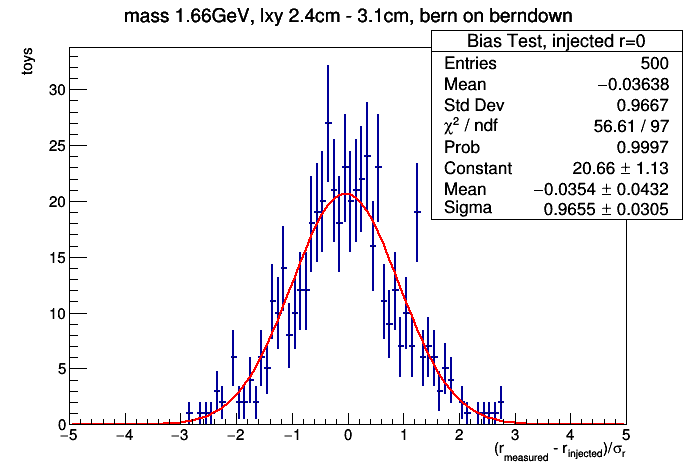 mass 1.66GeV, lxy 2.4cm - 3.1cm, bern on berndown
Bias Test, injected r=0
Entries 500
Mean −0.03638
Std Dev 0.9667
χ² / ndf 56.61 / 97
Prob 0.9997
Constant 20.66 ± 1.13
Mean −0.0354 ± 0.0432
Sigma 0.9655 ± 0.0305
toys
30
25
20
15
10
5
0
−5 −4 −3 −2 −1 0 1 2 3 4 5
(r_measured - r_injected)/σ_r